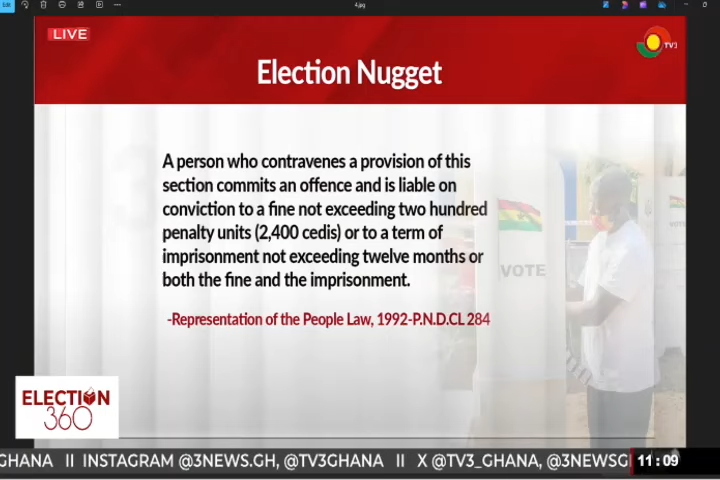 4.jpg
LIVE
TV3
Election Nugget
A person who contravenes a provision of this
section commits an offence and is liable on
conviction to a fine not exceeding two hundred
penalty units (2,400 cedis) or to a term of
imprisonment not exceeding twelve months or
both the fine and the imprisonment.
-Representation of the People Law, 1992-P.N.D.CL 284
VOTE
ELECTION
360°
GHANA II INSTAGRAM @3NEWS.GH, @TV3GHANA II X @TV3_GHANA, @3NEWSG
11:09